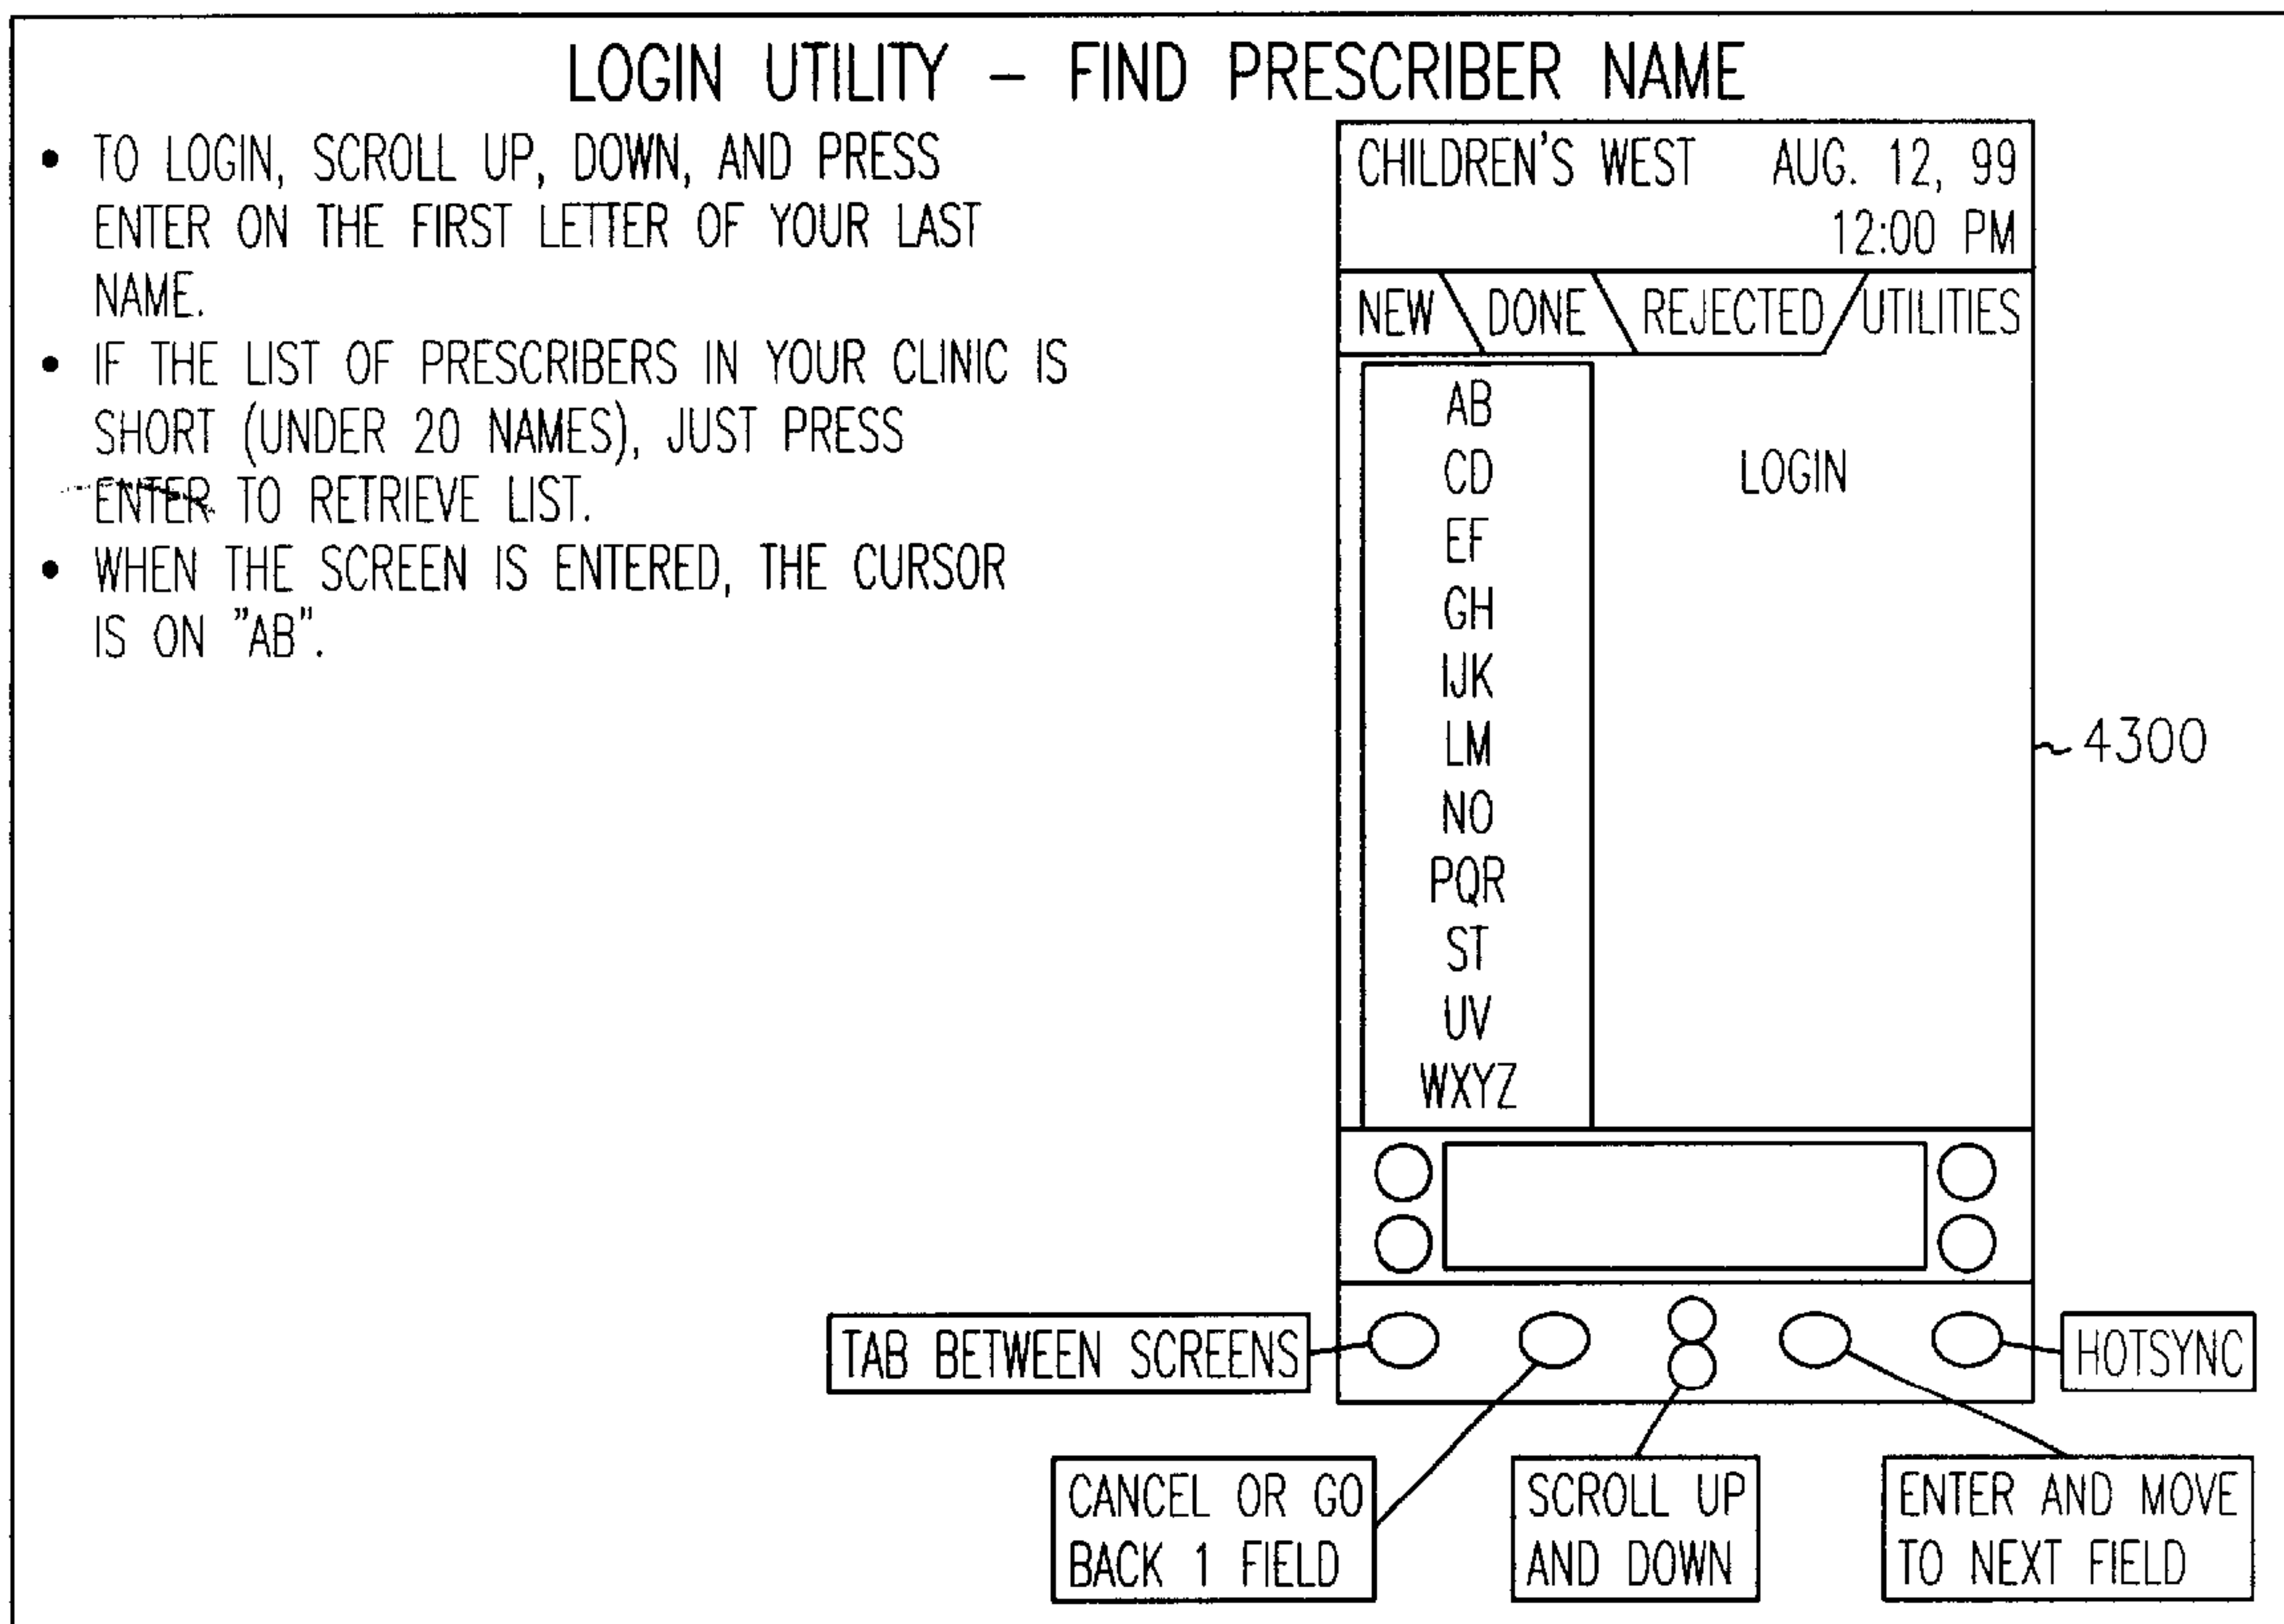 LOGIN UTILITY – FIND PRESCRIBER NAME
• TO LOGIN, SCROLL UP, DOWN, AND PRESS
ENTER ON THE FIRST LETTER OF YOUR LAST
NAME.
• IF THE LIST OF PRESCRIBERS IN YOUR CLINIC IS
SHORT (UNDER 20 NAMES), JUST PRESS
ENTER TO RETRIEVE LIST.
• WHEN THE SCREEN IS ENTERED, THE CURSOR
IS ON "AB".
CHILDREN'S WEST AUG. 12, 99
12:00 PM
NEW DONE REJECTED UTILITIES
AB
CD
EF
GH
IJK
LM
NO
PQR
ST
UV
WXYZ
LOGIN
4300
TAB BETWEEN SCREENS
HOTSYNC
CANCEL OR GO
BACK 1 FIELD
SCROLL UP
AND DOWN
ENTER AND MOVE
TO NEXT FIELD